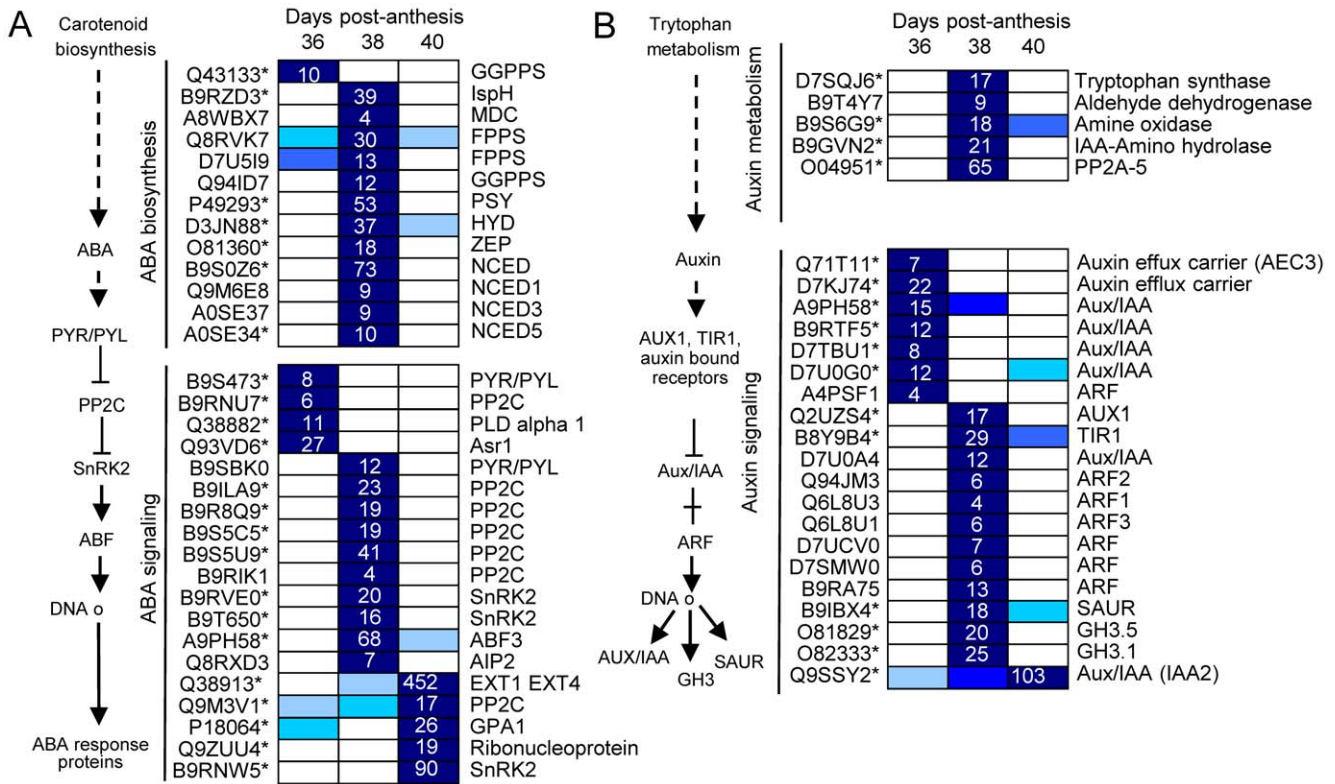 A
Carotenoid
biosynthesis
ABA
PYR/PYL
PP2C
SnRK2
ABF
DNA o
ABA response
proteins
Days post-anthesis
36 38 40
ABA biosynthesis
Q43133* 10 GGPPS
B9RZD3* 39 IspH
A8WBX7 4 MDC
Q8RVK7 30 FPPS
D7U5I9 13 FPPS
Q94ID7 12 GGPPS
P49293* 53 PSY
D3JN88* 37 HYD
O81360* 18 ZEP
B9S0Z6* 73 NCED
Q9M6E8 9 NCED1
A0SE37 9 NCED3
A0SE34* 10 NCED5
ABA signaling
B9S473* 8 PYR/PYL
B9RNU7* 6 PP2C
Q38882* 11 PLD alpha 1
Q93VD6* 27 Asr1
B9SBK0 12 PYR/PYL
B9ILA9* 23 PP2C
B9R8Q9* 19 PP2C
B9S5C5* 19 PP2C
B9S5U9* 41 PP2C
B9RIK1 4 PP2C
B9RVE0* 20 SnRK2
B9T650* 16 SnRK2
A9PH58* 68 ABF3
Q8RXD3 7 AIP2
Q38913* 452 EXT1 EXT4
Q9M3V1* 17 PP2C
P18064* 26 GPA1
Q9ZUU4* 19 Ribonucleoprotein
B9RNW5* 90 SnRK2
B
Trytophan
metabolism
Auxin
AUX1, TIR1,
auxin bound
receptors
Aux/IAA
ARF
DNA o
AUX/IAA
GH3
SAUR
Days post-anthesis
36 38 40
Auxin metabolism
D7SQJ6* 17 Tryptophan synthase
B9T4Y7 9 Aldehyde dehydrogenase
B9S6G9* 18 Amine oxidase
B9GVN2* 21 IAA-Amino hydrolase
O04951* 65 PP2A-5
Auxin signaling
Q71T11* 7 Auxin effux carrier (AEC3)
D7KJ74* 22 Auxin efflux carrier
A9PH58* 15 Aux/IAA
B9RTF5* 12 Aux/IAA
D7TBU1* 8 Aux/IAA
D7U0G0* 12 Aux/IAA
A4PSF1 4 ARF
Q2UZS4* 17 AUX1
B8Y9B4* 29 TIR1
D7U0A4 12 Aux/IAA
Q94JM3 6 ARF2
Q6L8U3 4 ARF1
Q6L8U1 6 ARF3
D7UCV0 7 ARF
D7SMW0 6 ARF
B9RA75 13 ARF
B9IBX4* 18 SAUR
O81829* 20 GH3.5
O82333* 25 GH3.1
Q9SSY2* 103 Aux/IAA (IAA2)